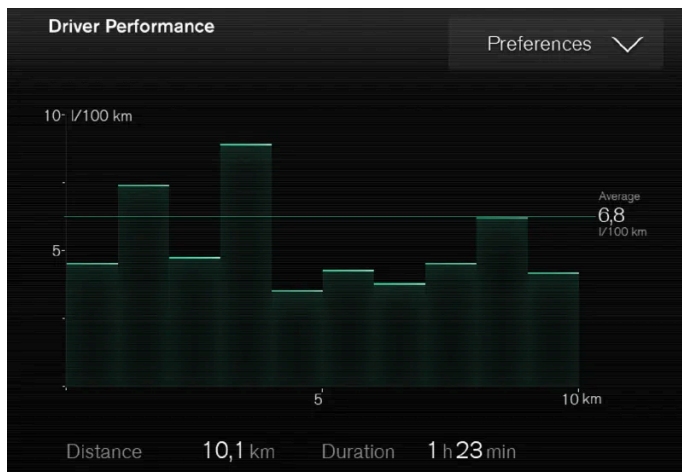 Driver Performance
Preferences
10 l/100 km
Average
6,8
l/100 km
5
5
10 km
Distance 10,1 km Duration 1 h 23 min